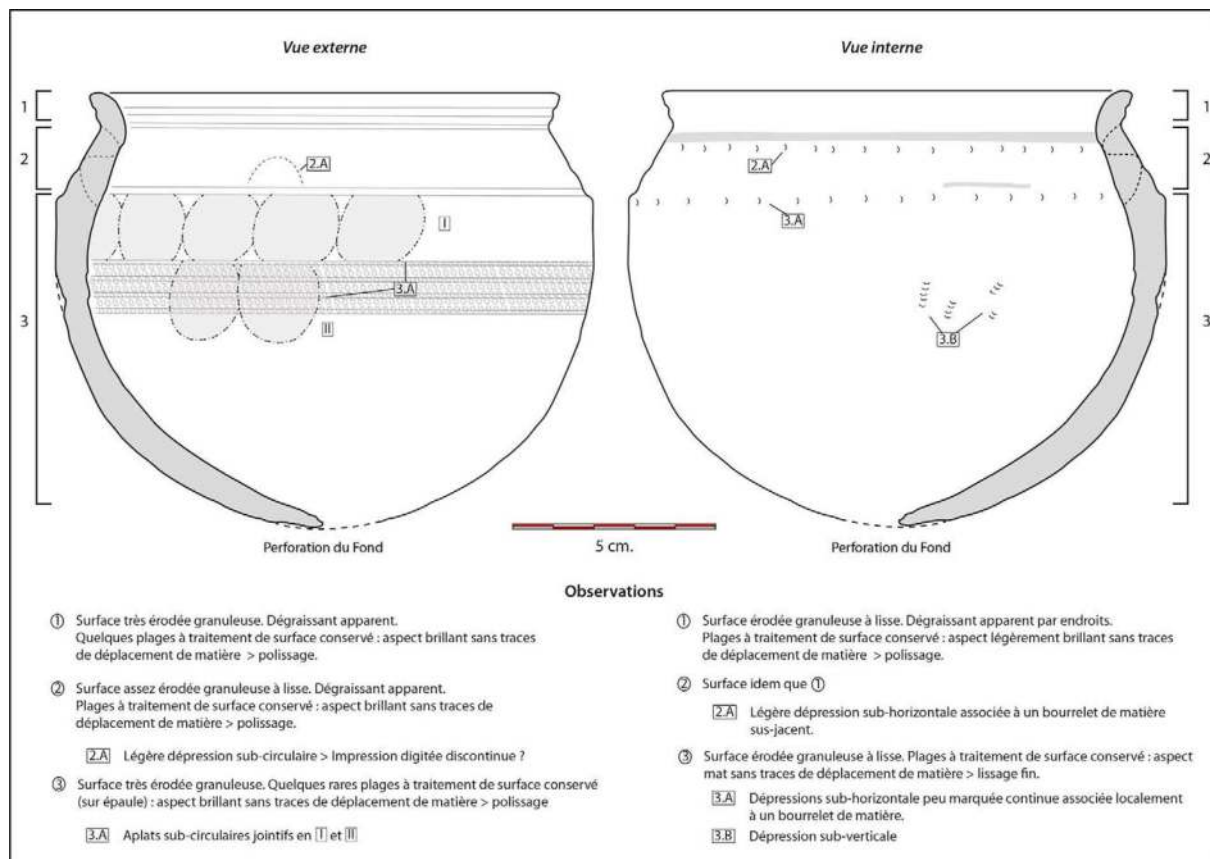 Vue externe
Vue interne
1
2
3
2.A
I
3.A
II
1
2
3
2.A
3.A
3.B
Perforation du Fond
5 cm.
Perforation du Fond
Observations
① Surface très érodée granuleuse. Dégraissant apparent.
Quelques plages à traitement de surface conservé : aspect brillant sans traces
de déplacement de matière > polissage.
② Surface assez érodée granuleuse à lisse. Dégraissant apparent.
Plages à traitement de surface conservé : aspect brillant sans traces de
déplacement de matière > polissage.
2.A Légère dépression sub-circulaire > Impression digitée discontinue ?
③ Surface très érodée granuleuse. Quelques rares plages à traitement de surface conservé
(sur épaule) : aspect brillant sans traces de déplacement de matière > polissage
3.A Aplats sub-circulaires jointifs en I et II
① Surface érodée granuleuse à lisse. Dégraissant apparent par endroits.
Plages à traitement de surface conservé : aspect légèrement brillant sans traces
de déplacement de matière > polissage.
② Surface idem que ①
2.A Légère dépression sub-horizontale associée à un bourrelet de matière
sus-jacent.
③ Surface érodée granuleuse à lisse. Plages à traitement de surface conservé : aspect
mat sans traces de déplacement de matière > lissage fin.
3.A Dépressions sub-horizontale peu marquée continue associée localement
à un bourrelet de matière.
3.B Dépression sub-verticale